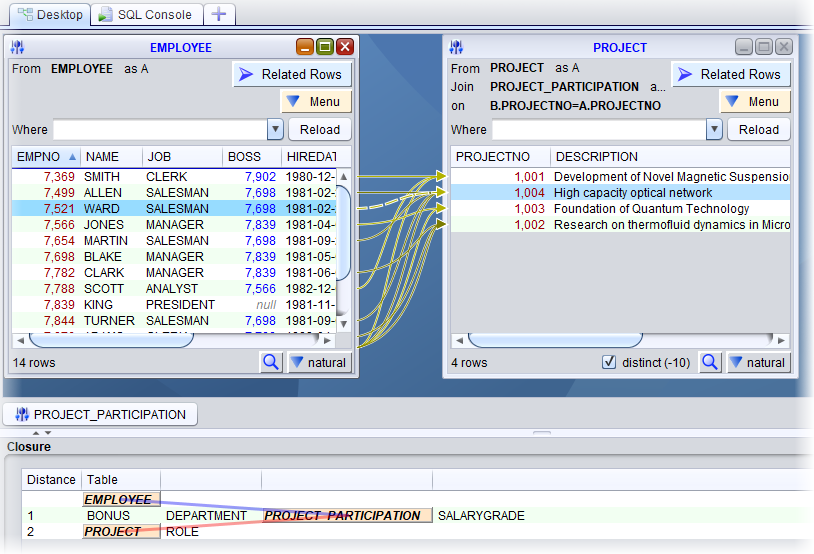 Desktop SQL Console
EMPLOYEE
From EMPLOYEE as A
Related Rows
Menu
Where Reload
EMPNO NAME JOB BOSS HIREDAT
7,369 SMITH CLERK 7,902 1980-12-
7,499 ALLEN SALESMAN 7,698 1981-02-
7,521 WARD SALESMAN 7,698 1981-02-
7,566 JONES MANAGER 7,839 1981-04-
7,654 MARTIN SALESMAN 7,698 1981-09-
7,698 BLAKE MANAGER 7,839 1981-05-
7,782 CLARK MANAGER 7,839 1981-06-
7,788 SCOTT ANALYST 7,566 1982-12-
7,839 KING PRESIDENT null 1981-11-
7,844 TURNER SALESMAN 7,698 1981-09-
14 rows natural
PROJECT
From PROJECT as A
Related Rows
Join PROJECT_PARTICIPATION a...
on B.PROJECTNO=A.PROJECTNO
Menu
Where Reload
PROJECTNO DESCRIPTION
1,001 Development of Novel Magnetic Suspensio
1,004 High capacity optical network
1,003 Foundation of Quantum Technology
1,002 Research on thermofluid dynamics in Micro
4 rows distinct (-10) natural
PROJECT_PARTICIPATION
Closure
Distance Table
EMPLOYEE
1 BONUS DEPARTMENT PROJECT_PARTICIPATION SALARYGRADE
2 PROJECT ROLE